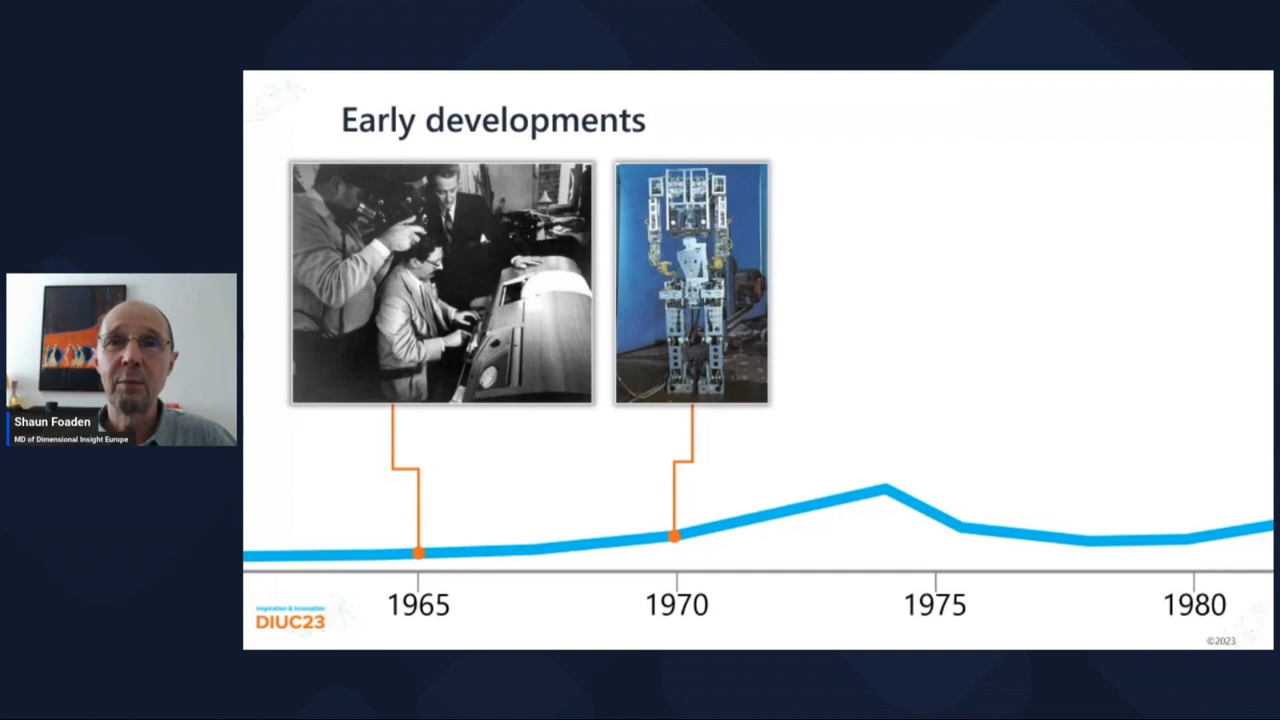 Early developments
Shaun Foaden
MD of Dimensional Insight Europe
1965
1970
1975
1980
Inspiration & Innovation
DIUC23
©2023